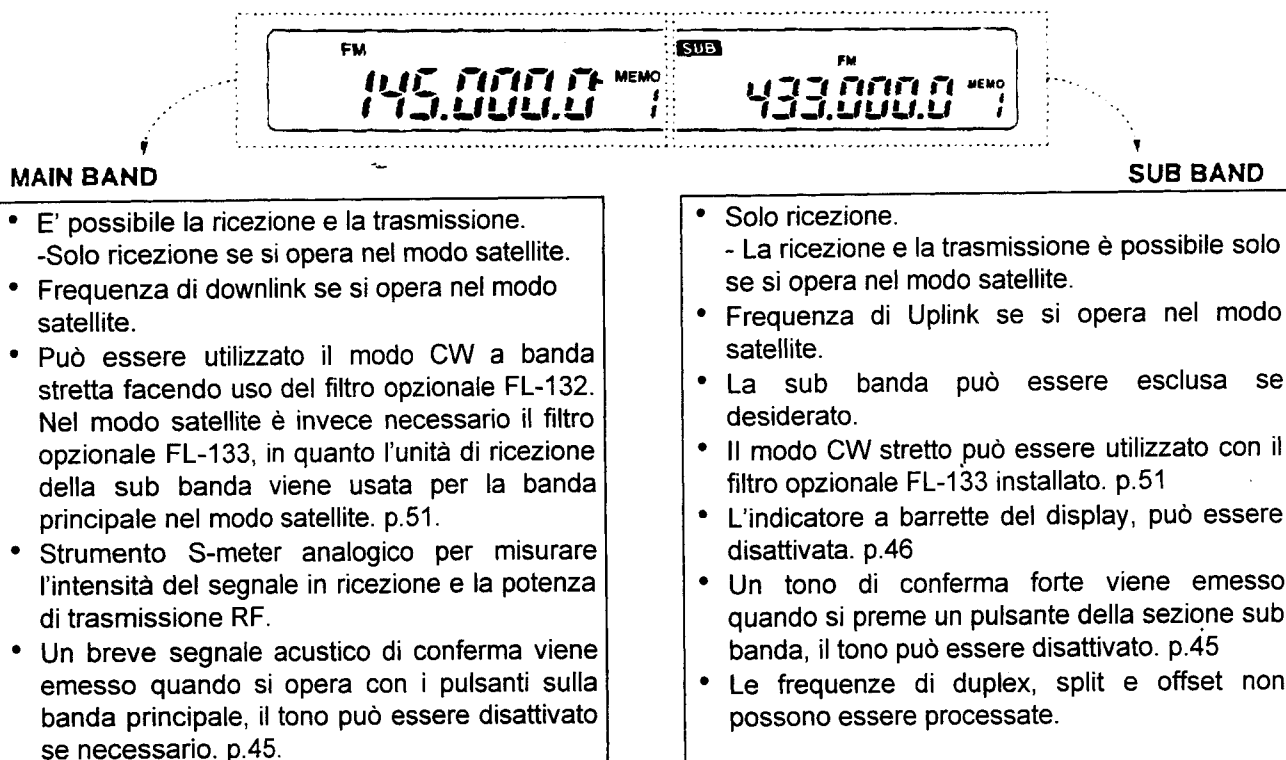 FM
145.000.0 MEMO 1
SUB
FM
433.000.0 MEMO 1
MAIN BAND
• E' possibile la ricezione e la trasmissione.
-Solo ricezione se si opera nel modo satellite.
• Frequenza di downlink se si opera nel modo
satellite.
• Può essere utilizzato il modo CW a banda
stretta facendo uso del filtro opzionale FL-132.
Nel modo satellite è invece necessario il filtro
opzionale FL-133, in quanto l'unità di ricezione
della sub banda viene usata per la banda
principale nel modo satellite. p.51.
• Strumento S-meter analogico per misurare
l'intensità del segnale in ricezione e la potenza
di trasmissione RF.
• Un breve segnale acustico di conferma viene
emesso quando si opera con i pulsanti sulla
banda principale, il tono può essere disattivato
se necessario. p.45.
SUB BAND
• Solo ricezione.
- La ricezione e la trasmissione è possibile solo
se si opera nel modo satellite.
• Frequenza di Uplink se si opera nel modo
satellite.
• La sub banda può essere esclusa se
desiderato.
• Il modo CW stretto può essere utilizzato con il
filtro opzionale FL-133 installato. p.51
• L'indicatore a barrette del display, può essere
disattivata. p.46
• Un tono di conferma forte viene emesso
quando si preme un pulsante della sezione sub
banda, il tono può essere disattivato. p.45
• Le frequenze di duplex, split e offset non
possono essere processate.